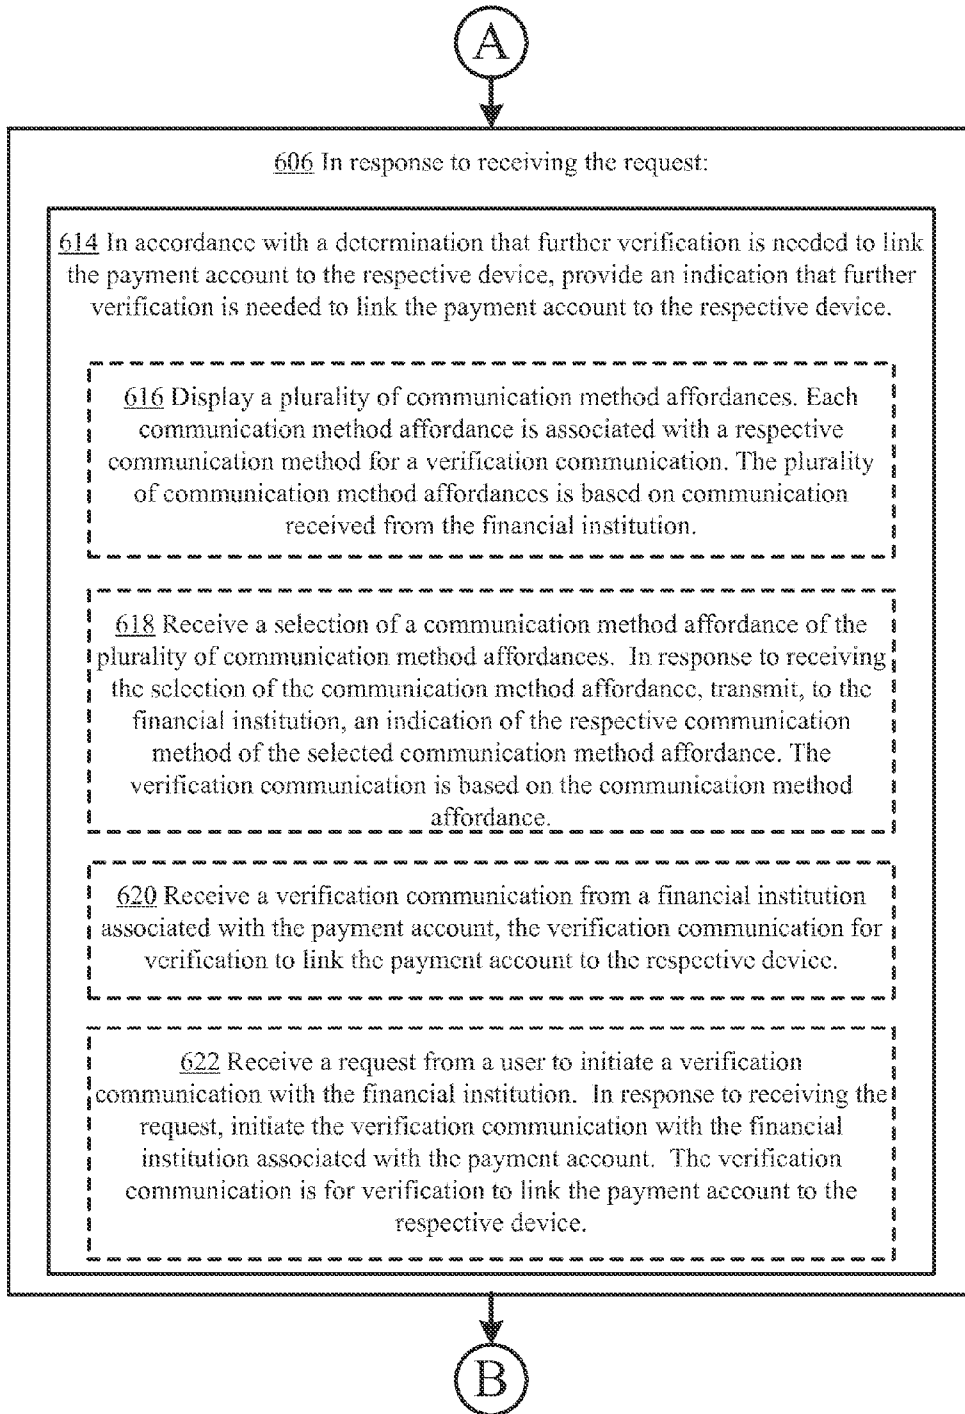 A
606 In response to receiving the request:
614 In accordance with a determination that further verification is needed to link
the payment account to the respective device, provide an indication that further
verification is needed to link the payment account to the respective device.
616 Display a plurality of communication method affordances. Each
communication method affordance is associated with a respective
communication method for a verification communication. The plurality
of communication method affordances is based on communication
received from the financial institution.
618 Receive a selection of a communication method affordance of the
plurality of communication method affordances. In response to receiving
the selection of the communication method affordance, transmit, to the
financial institution, an indication of the respective communication
method of the selected communication method affordance. The
verification communication is based on the communication method
affordance.
620 Receive a verification communication from a financial institution
associated with the payment account, the verification communication for
verification to link the payment account to the respective device.
622 Receive a request from a user to initiate a verification
communication with the financial institution. In response to receiving the
request, initiate the verification communication with the financial
institution associated with the payment account. The verification
communication is for verification to link the payment account to the
respective device.
B